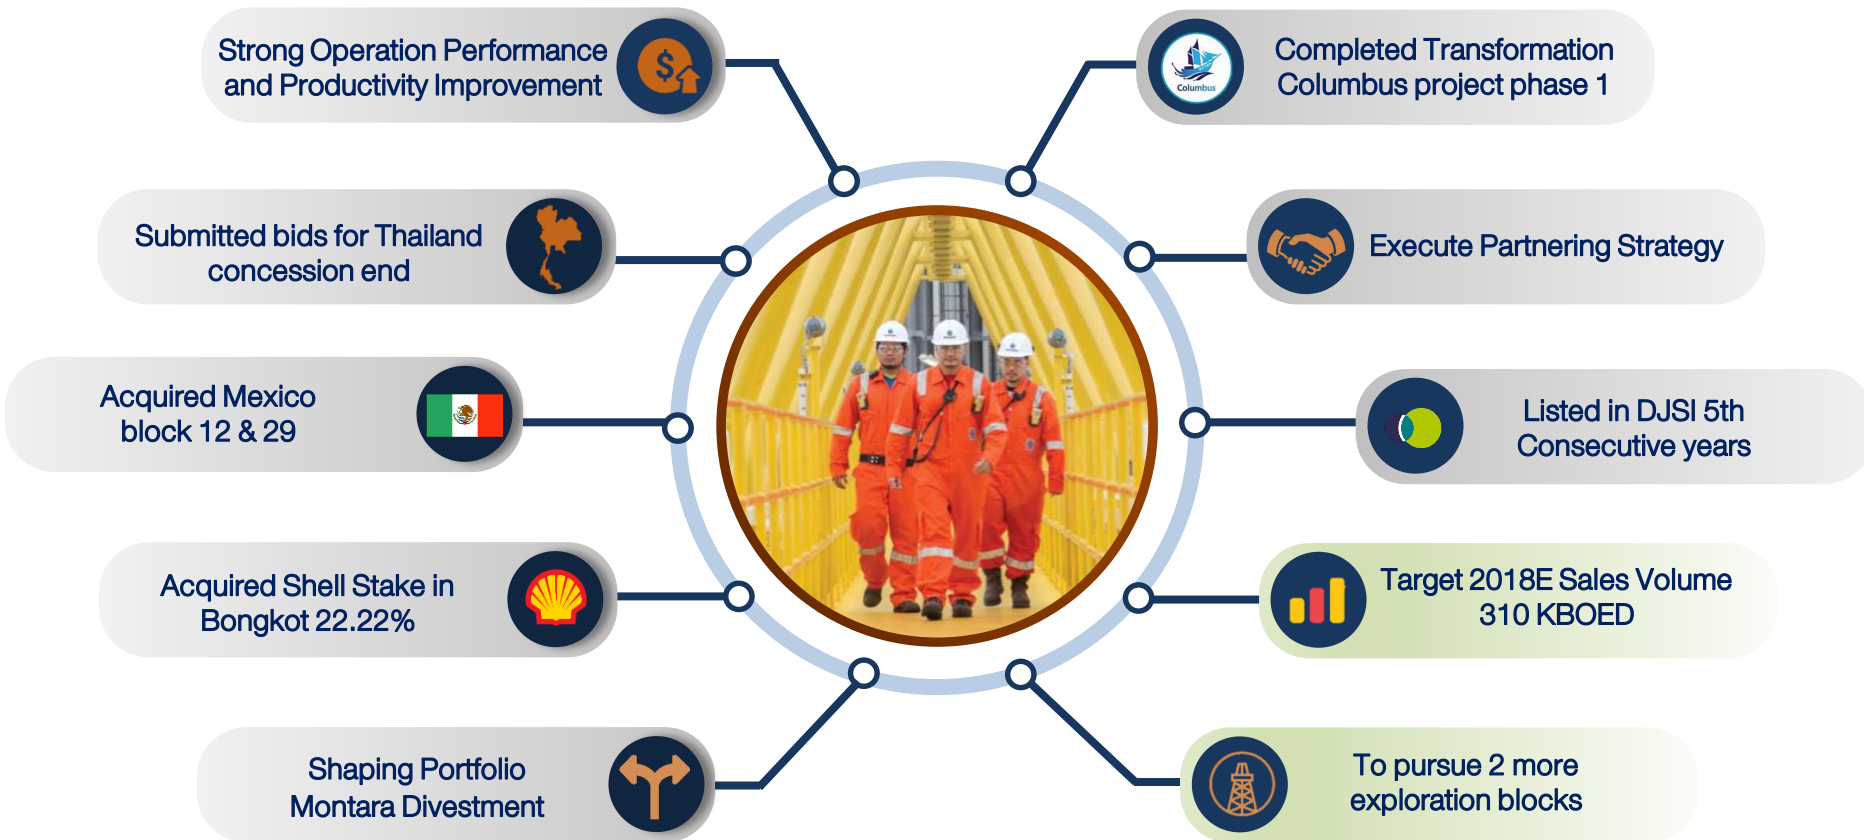 Strong Operation Performance
and Productivity Improvement
$
Submitted bids for Thailand
concession end
Acquired Mexico
block 12 & 29
Acquired Shell Stake in
Bongkot 22.22%
Shaping Portfolio
Montara Divestment
Columbus
Completed Transformation
Columbus project phase 1
Execute Partnering Strategy
Listed in DJSI 5th
Consecutive years
Target 2018E Sales Volume
310 KBOED
To pursue 2 more
exploration blocks